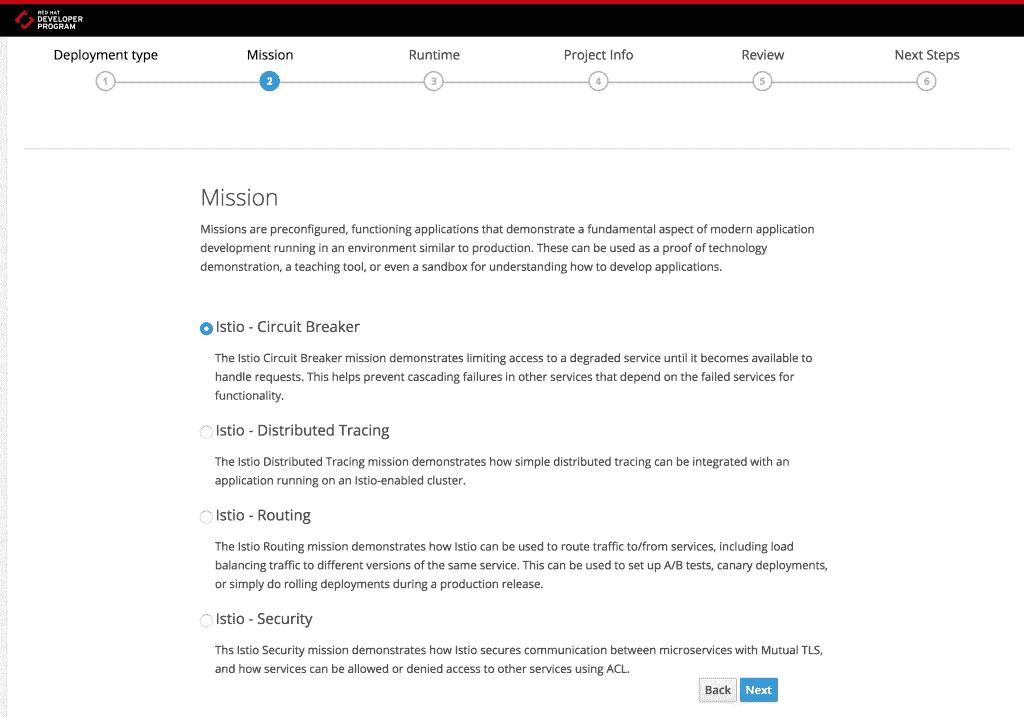 RED HAT
DEVELOPER
PROGRAM
Deployment type Mission Runtime Project Info Review Next Steps
1 2 3 4 5 6
Mission
Missions are preconfigured, functioning applications that demonstrate a fundamental aspect of modern application
development running in an environment similar to production. These can be used as a proof of technology
demonstration, a teaching tool, or even a sandbox for understanding how to develop applications.
Istio - Circuit Breaker
The Istio Circuit Breaker mission demonstrates limiting access to a degraded service until it becomes available to
handle requests. This helps prevent cascading failures in other services that depend on the failed services for
functionality.
Istio - Distributed Tracing
The Istio Distributed Tracing mission demonstrates how simple distributed tracing can be integrated with an
application running on an Istio-enabled cluster.
Istio - Routing
The Istio Routing mission demonstrates how Istio can be used to route traffic to/from services, including load
balancing traffic to different versions of the same service. This can be used to set up A/B tests, canary deployments,
or simply do rolling deployments during a production release.
Istio - Security
Ths Istio Security mission demonstrates how Istio secures communication between microservices with Mutual TLS,
and how services can be allowed or denied access to other services using ACL.
Back Next